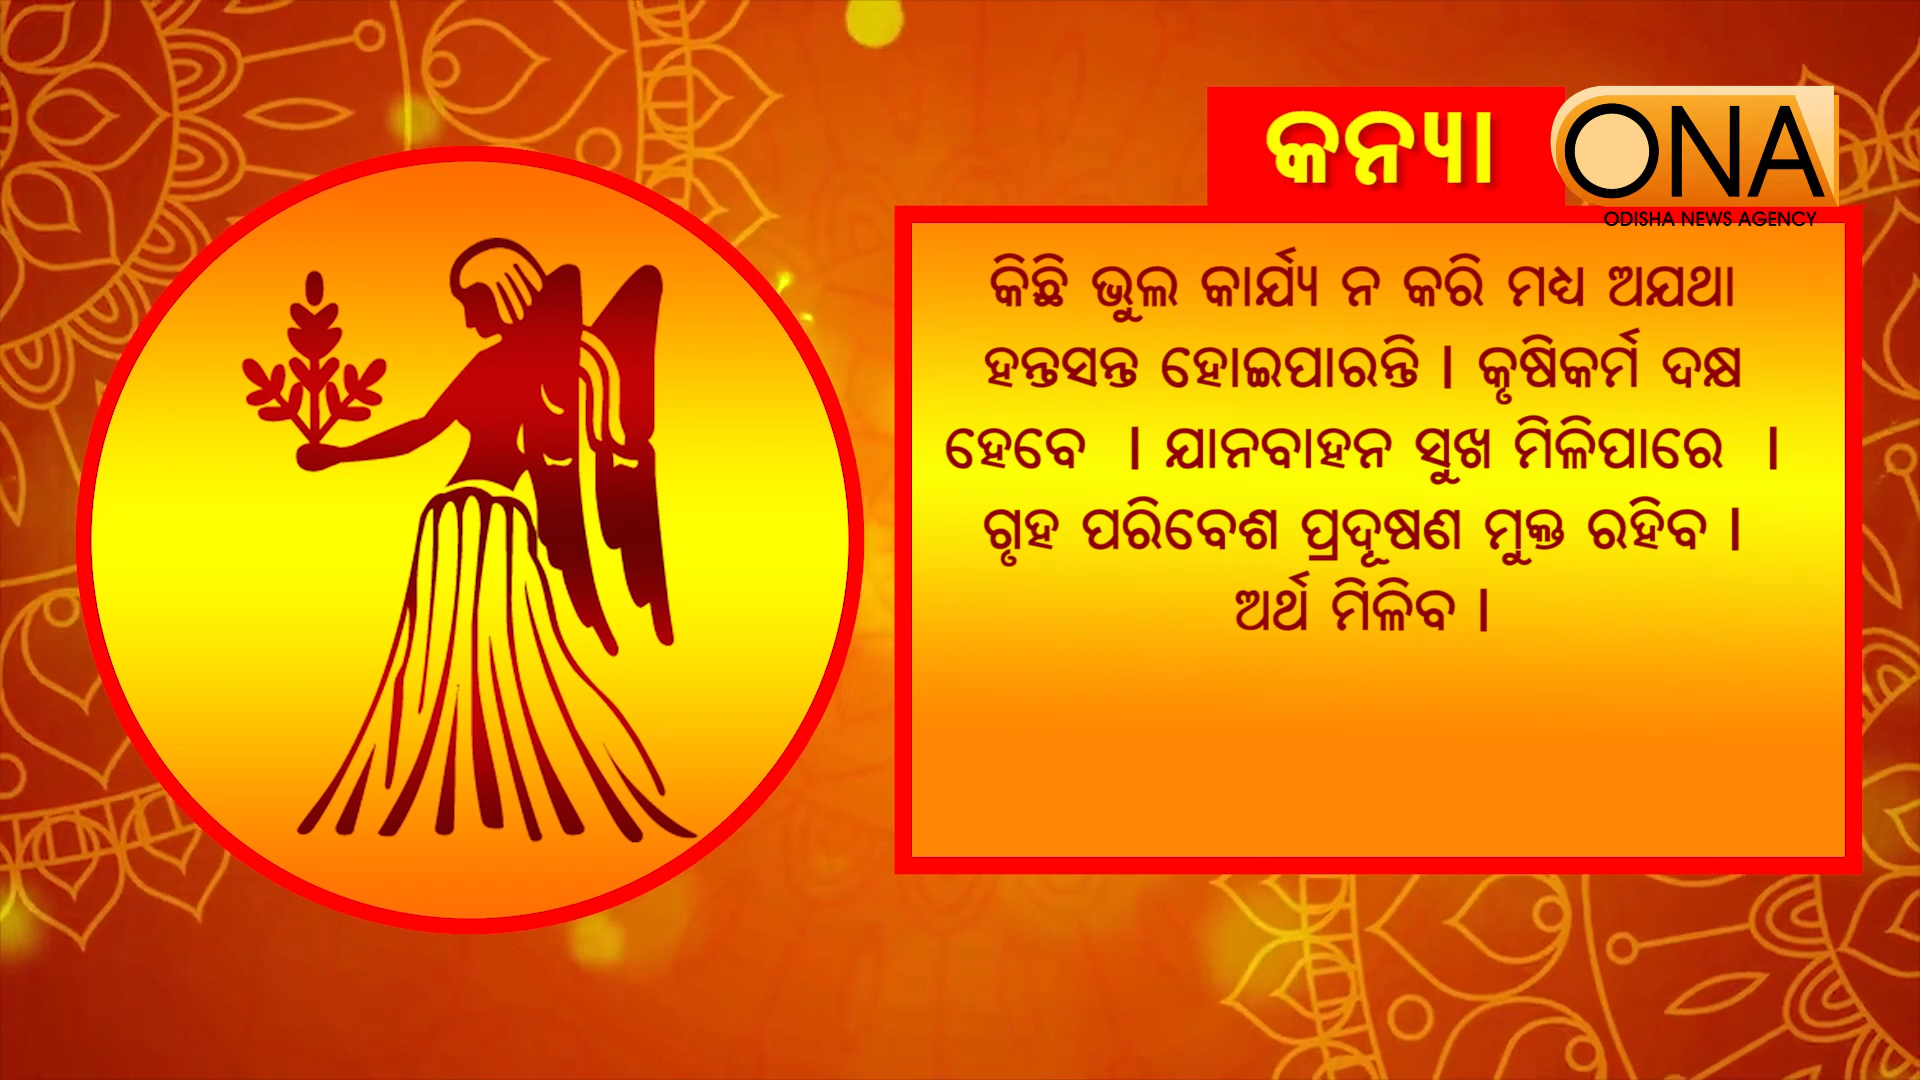 କନ୍ୟା
ONA
ODISHA NEWS AGENCY
କିଛି ଭୁଲ କାର୍ଯ୍ୟ ନ କରି ମଧ୍ୟ ଅଯଥା
ହନ୍ତସନ୍ତ ହୋଇପାରନ୍ତି । କୃଷିକର୍ମ ଦକ୍ଷ
ହେବେ । ଯାନବାହନ ସୁଖ ମିଳିପାରେ ।
ଗୃହ ପରିବେଶ ପ୍ରଦୂଷଣ ମୁକ୍ତ ରହିବ ।
ଅର୍ଥ ମିଳିବ ।